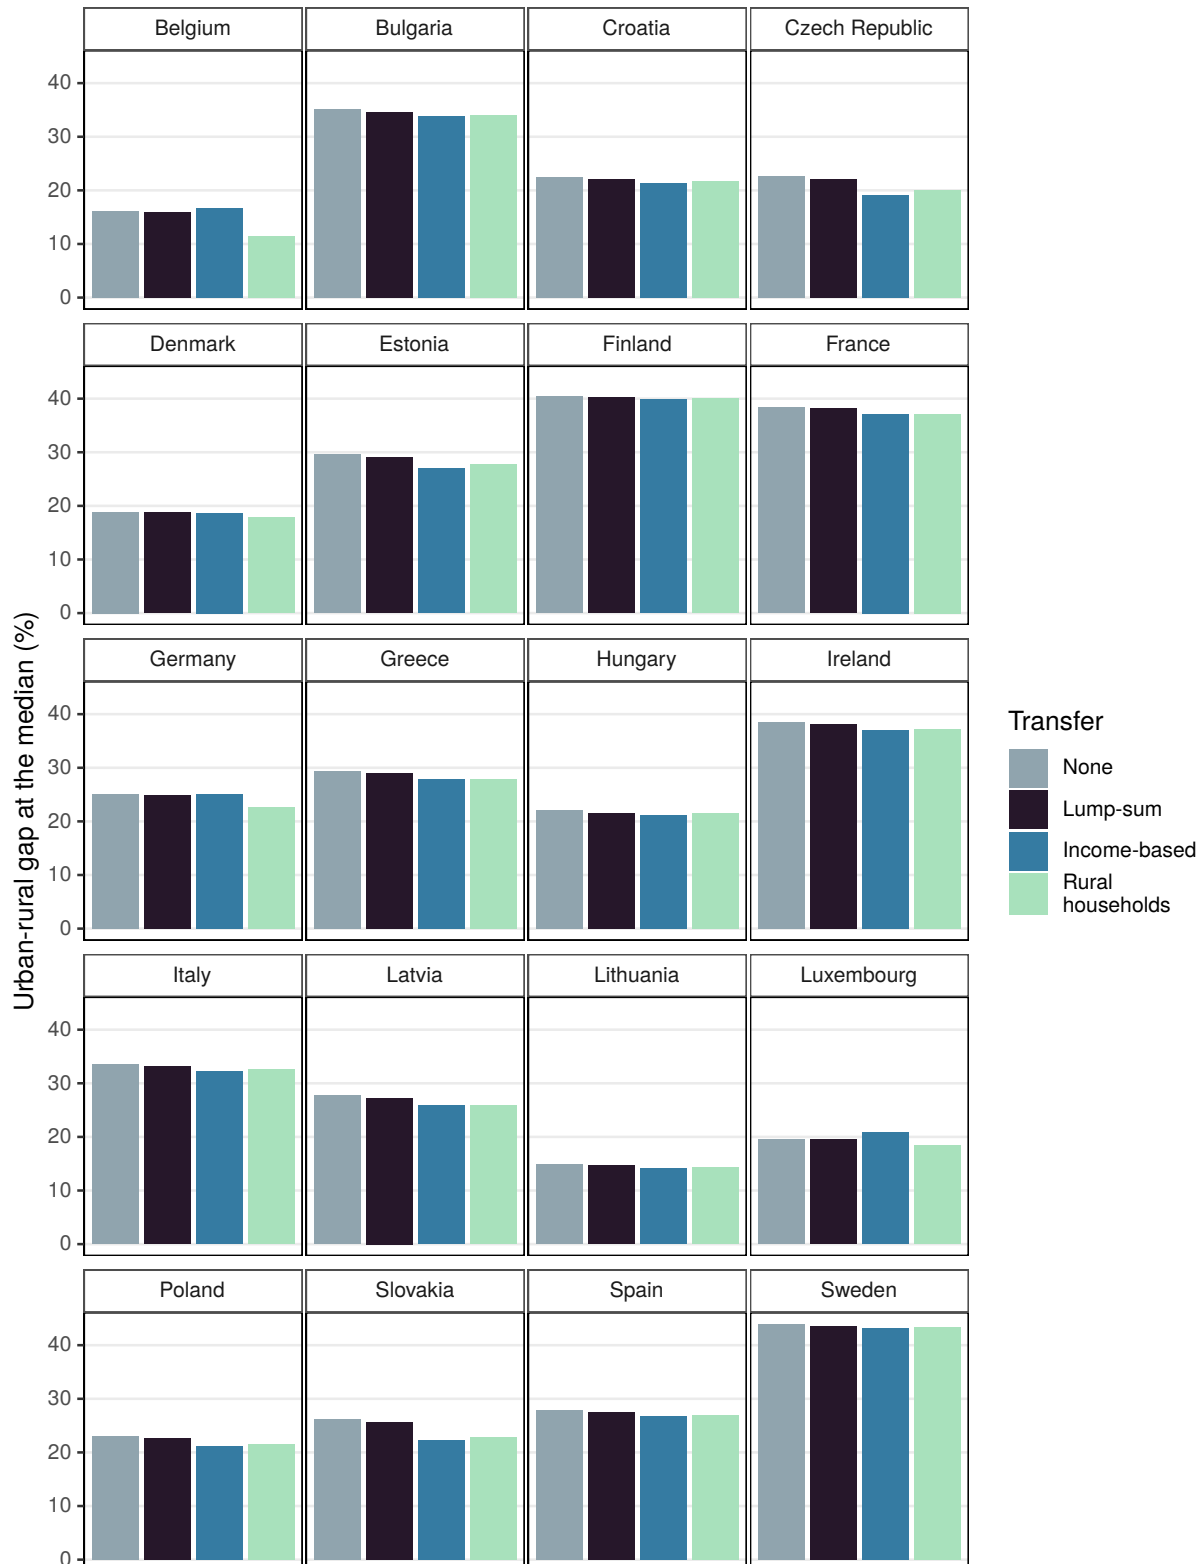 Belgium
Bulgaria
Croatia
Czech Republic
40
30
20
10
0
Denmark
Estonia
Finland
France
40
30
20
10
0
Germany
Greece
Hungary
Ireland
40
30
20
10
0
Italy
Latvia
Lithuania
Luxembourg
40
30
20
10
0
Poland
Slovakia
Spain
Sweden
40
30
20
10
0
Urban-rural gap at the median (%)
Transfer
None
Lump-sum
Income-based
Rural
households